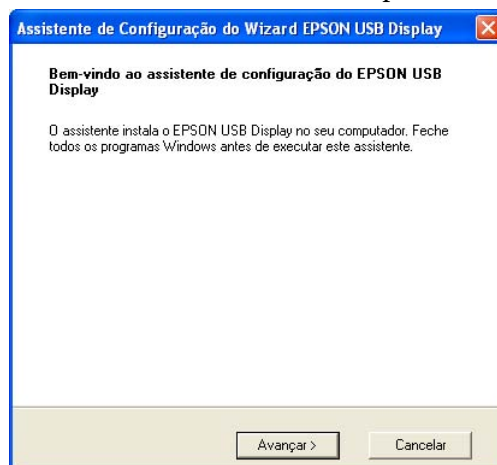 Assistente de Configuração do Wizard EPSON USB Display
Bem-vindo ao assistente de configuração do EPSON USB
Display
O assistente instala o EPSON USB Display no seu computador. Feche
todos os programas Windows antes de executar este assistente.
Avançar >
Cancelar